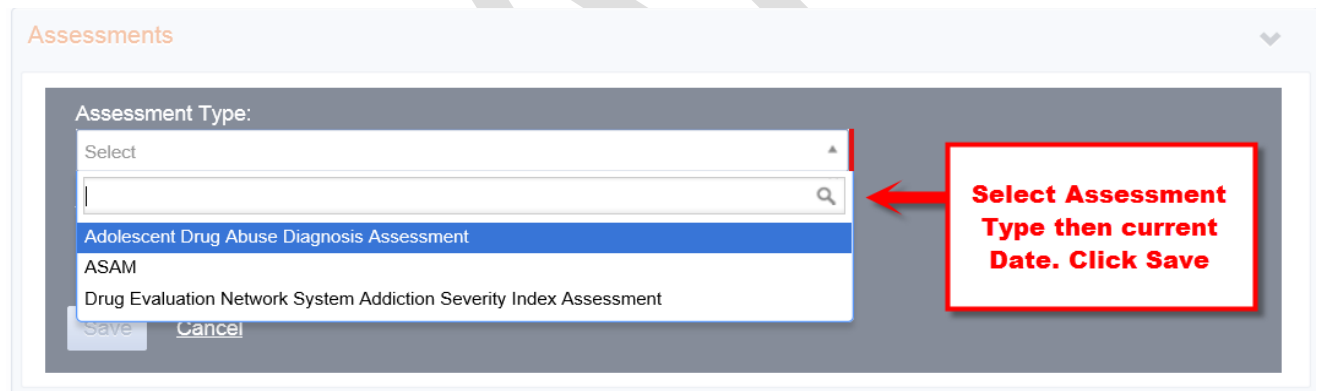 Assessments
Assessment Type:
Select
Adolescent Drug Abuse Diagnosis Assessment
ASAM
Drug Evaluation Network System Addiction Severity Index Assessment
Save Cancel
Select Assessment
Type then current
Date. Click Save